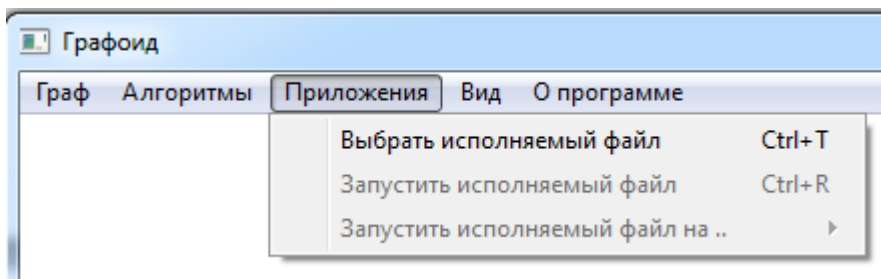 Графоид
Граф Алгоритмы Приложения Вид О программе
Выбрать исполняемый файл Ctrl+T
Запустить исполняемый файл Ctrl+R
Запустить исполняемый файл на ..